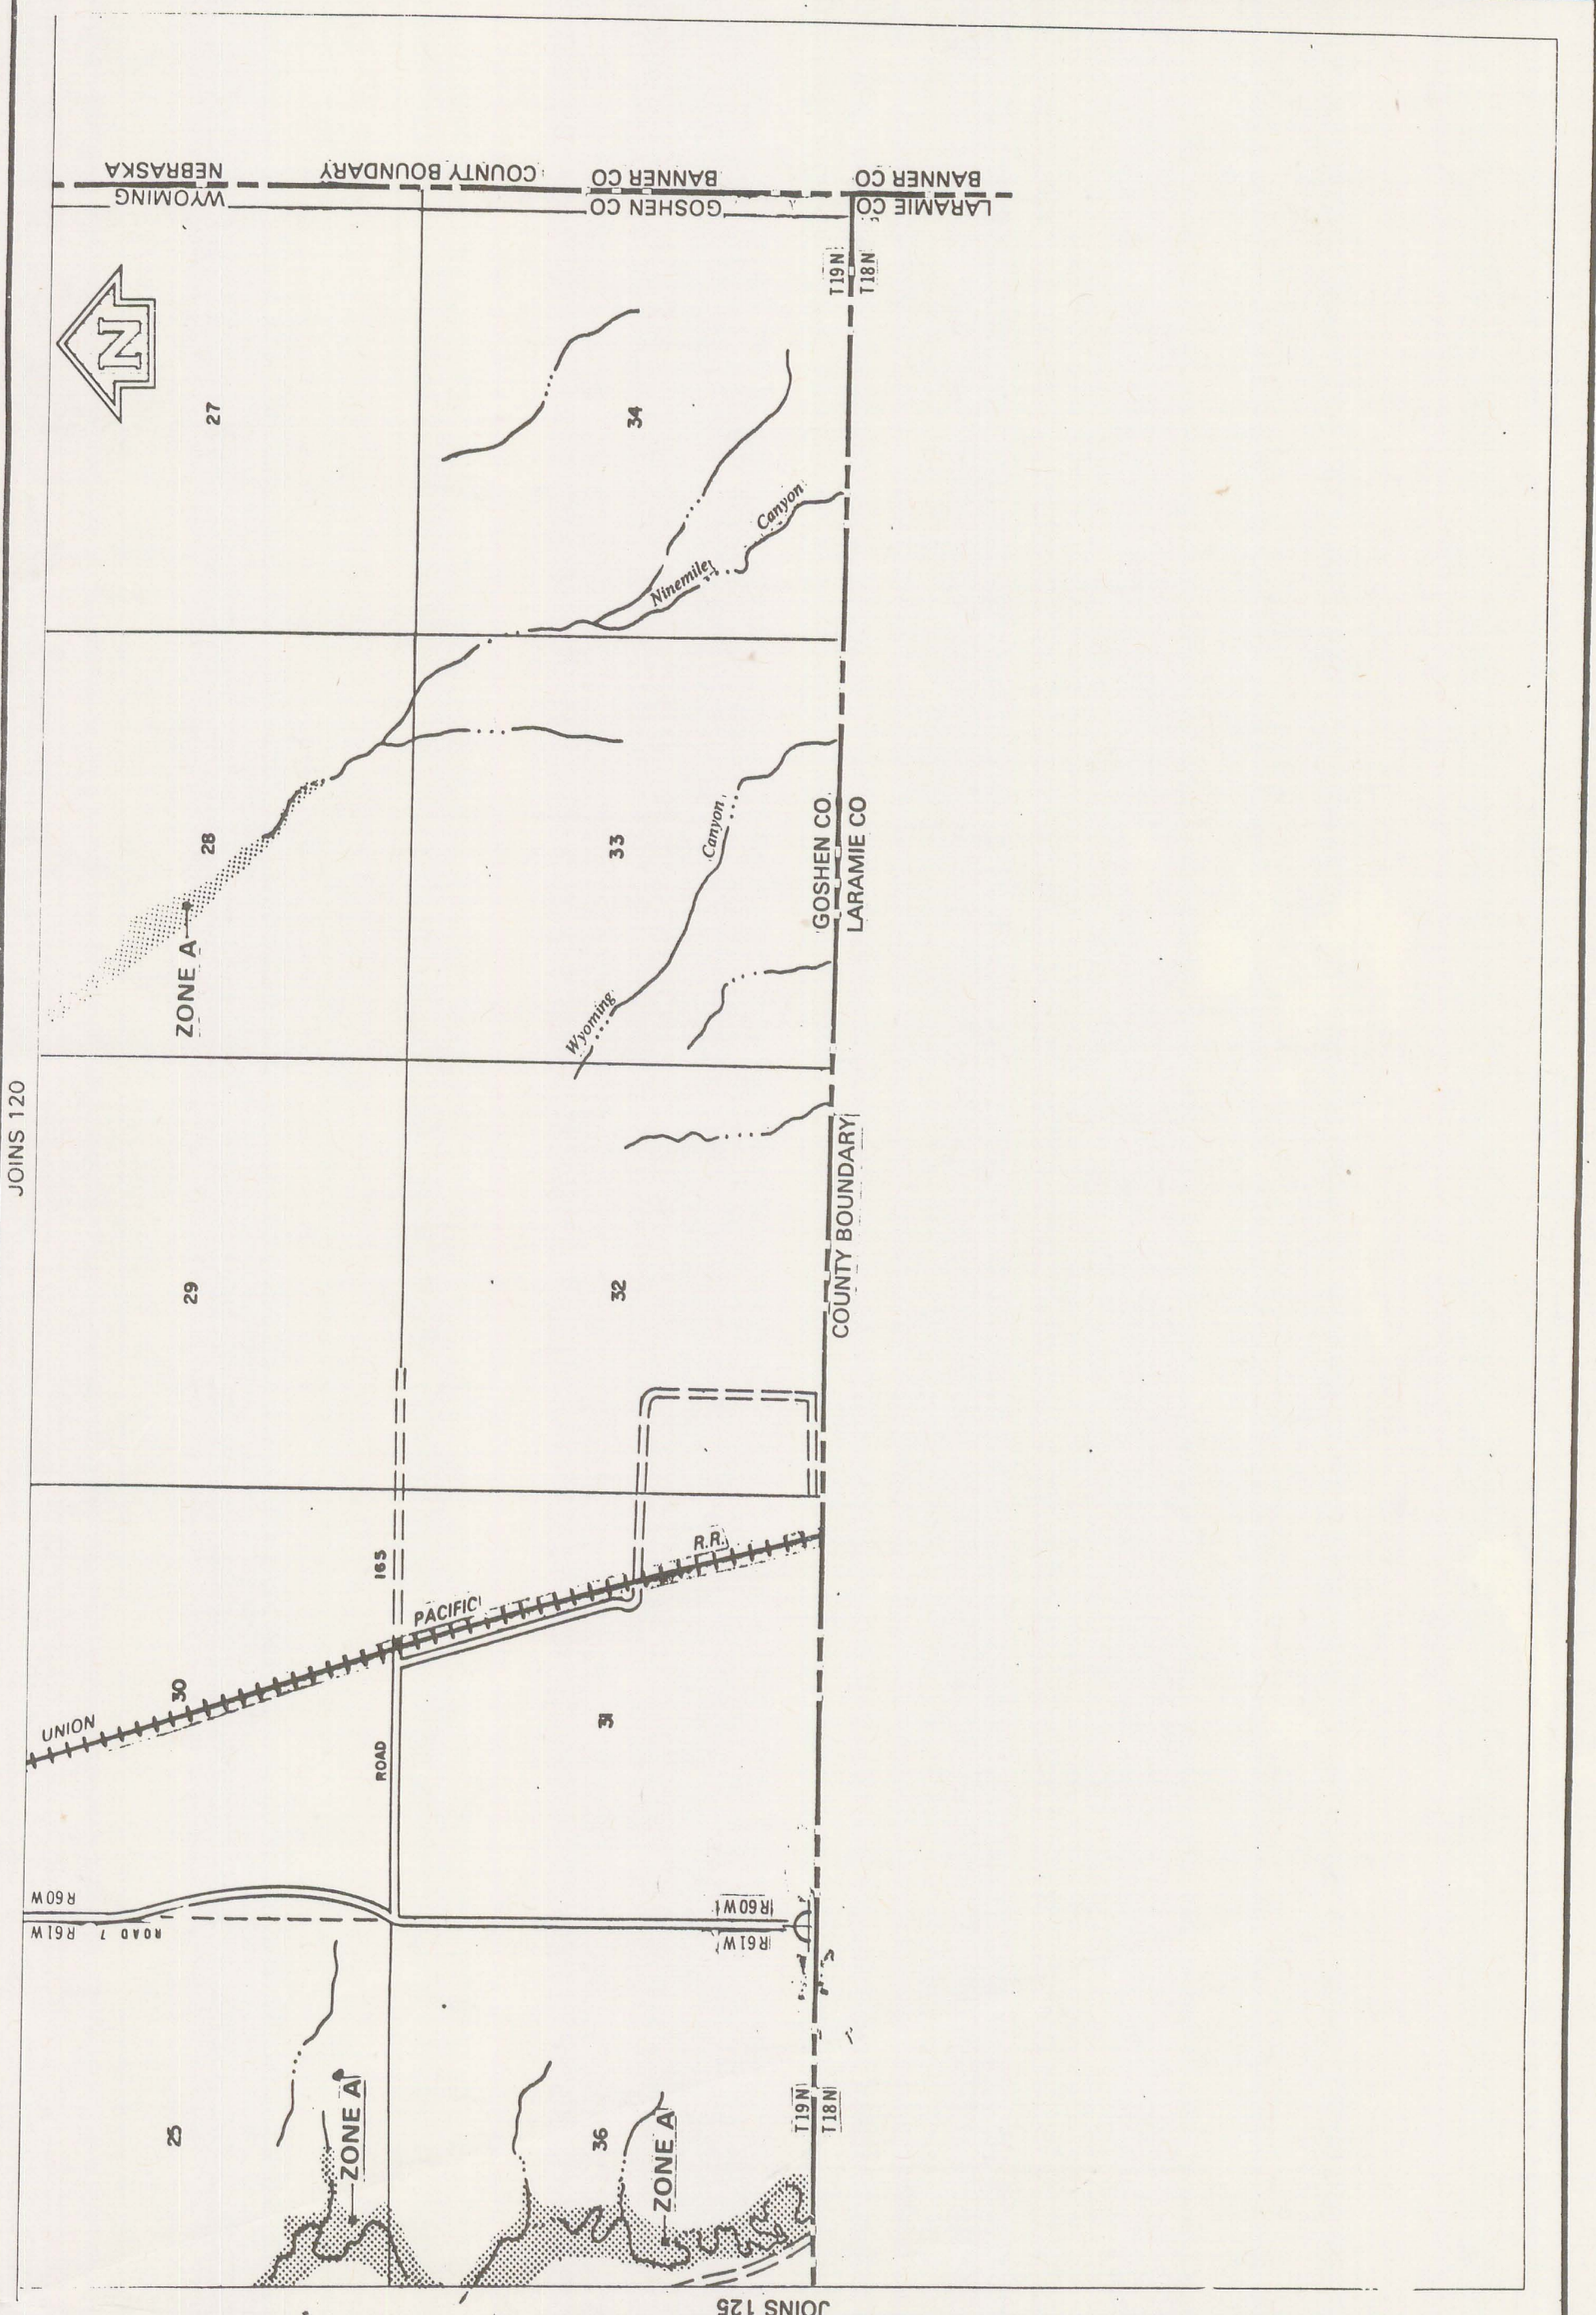 NEBRASKA
WYOMING
COUNTY BOUNDARY
BANNER CO
GOSHEN CO
BANNER CO
LARAMIE CO
T19N
T18N
N
27
34
Ninemile Canyon
28
ZONE A
33
Wyoming Canyon
GOSHEN CO
LARAMIE CO
JOINS 120
29
32
COUNTY BOUNDARY
30
31
UNION PACIFIC R.R.
ROAD 165
R60W
R61W
ROAD 7
R60W
R61W
25
ZONE A
36
ZONE A
T19N
T18N
JOINS 125